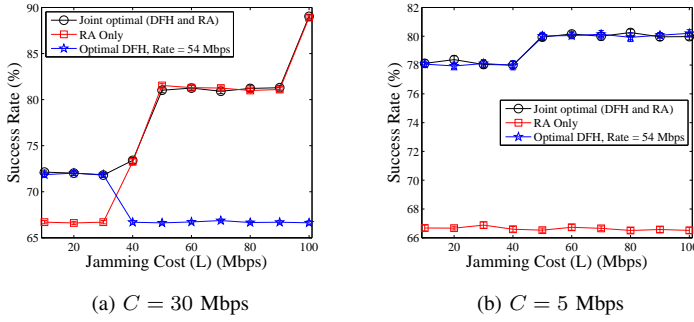 90
85
80
75
70
65
Success Rate (%)
Joint optimal (DFH and RA)
RA Only
Optimal DFH, Rate = 54 Mbps
20 40 60 80 100
Jamming Cost (L) (Mbps)
(a) C = 30 Mbps
82
80
78
76
74
72
70
68
66
Success Rate (%)
Joint optimal (DFH and RA)
RA Only
Optimal DFH, Rate = 54 Mbps
20 40 60 80 100
Jamming Cost (L) (Mbps)
(b) C = 5 Mbps